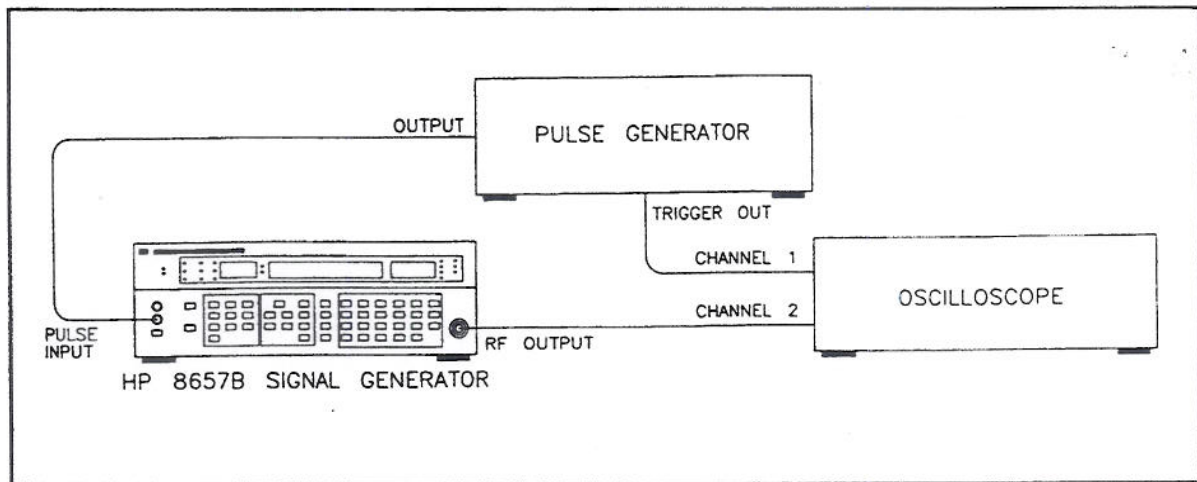 OUTPUT
PULSE GENERATOR
TRIGGER OUT
CHANNEL 1
OSCILLOSCOPE
CHANNEL 2
PULSE
INPUT
RF OUTPUT
HP 8657B SIGNAL GENERATOR